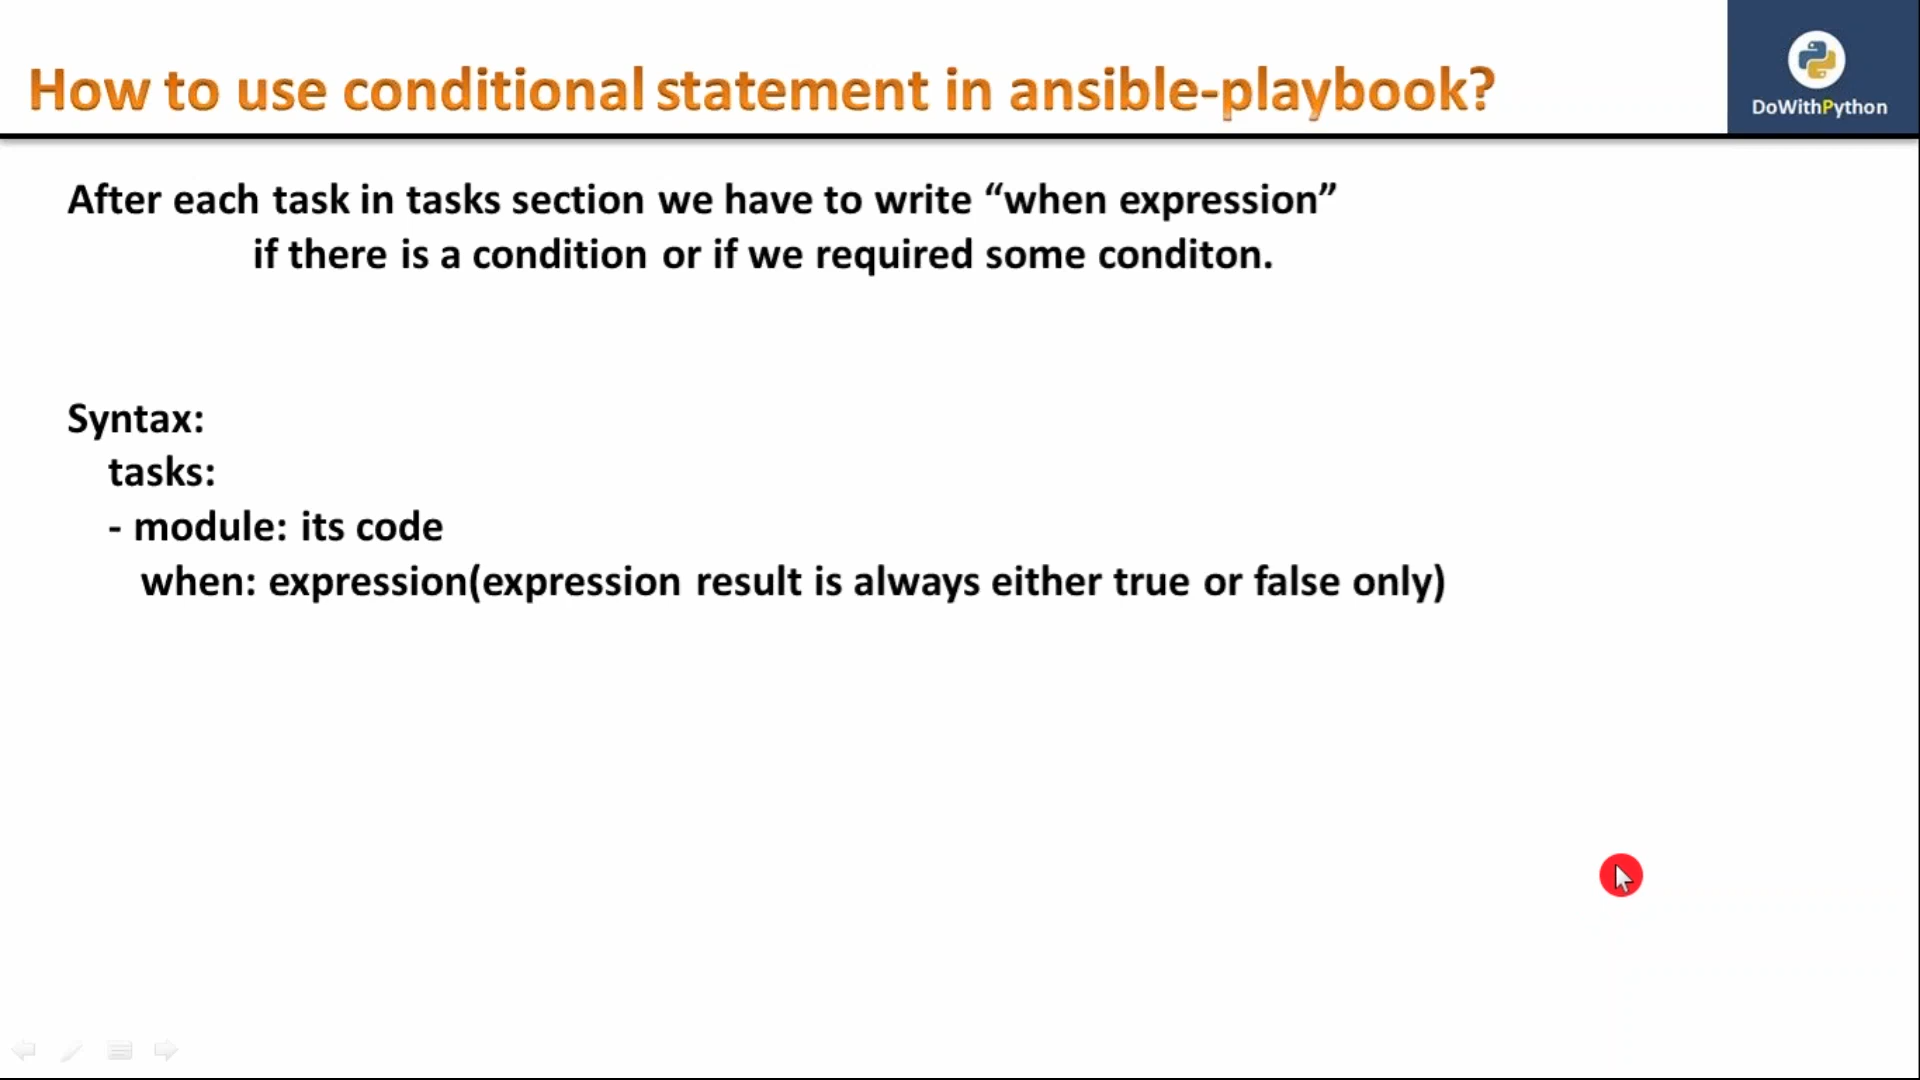 How to use conditional statement in ansible-playbook?
DoWithPython
After each task in tasks section we have to write “when expression”
if there is a condition or if we required some conditon.
Syntax:
tasks:
- module: its code
when: expression(expression result is always either true or false only)